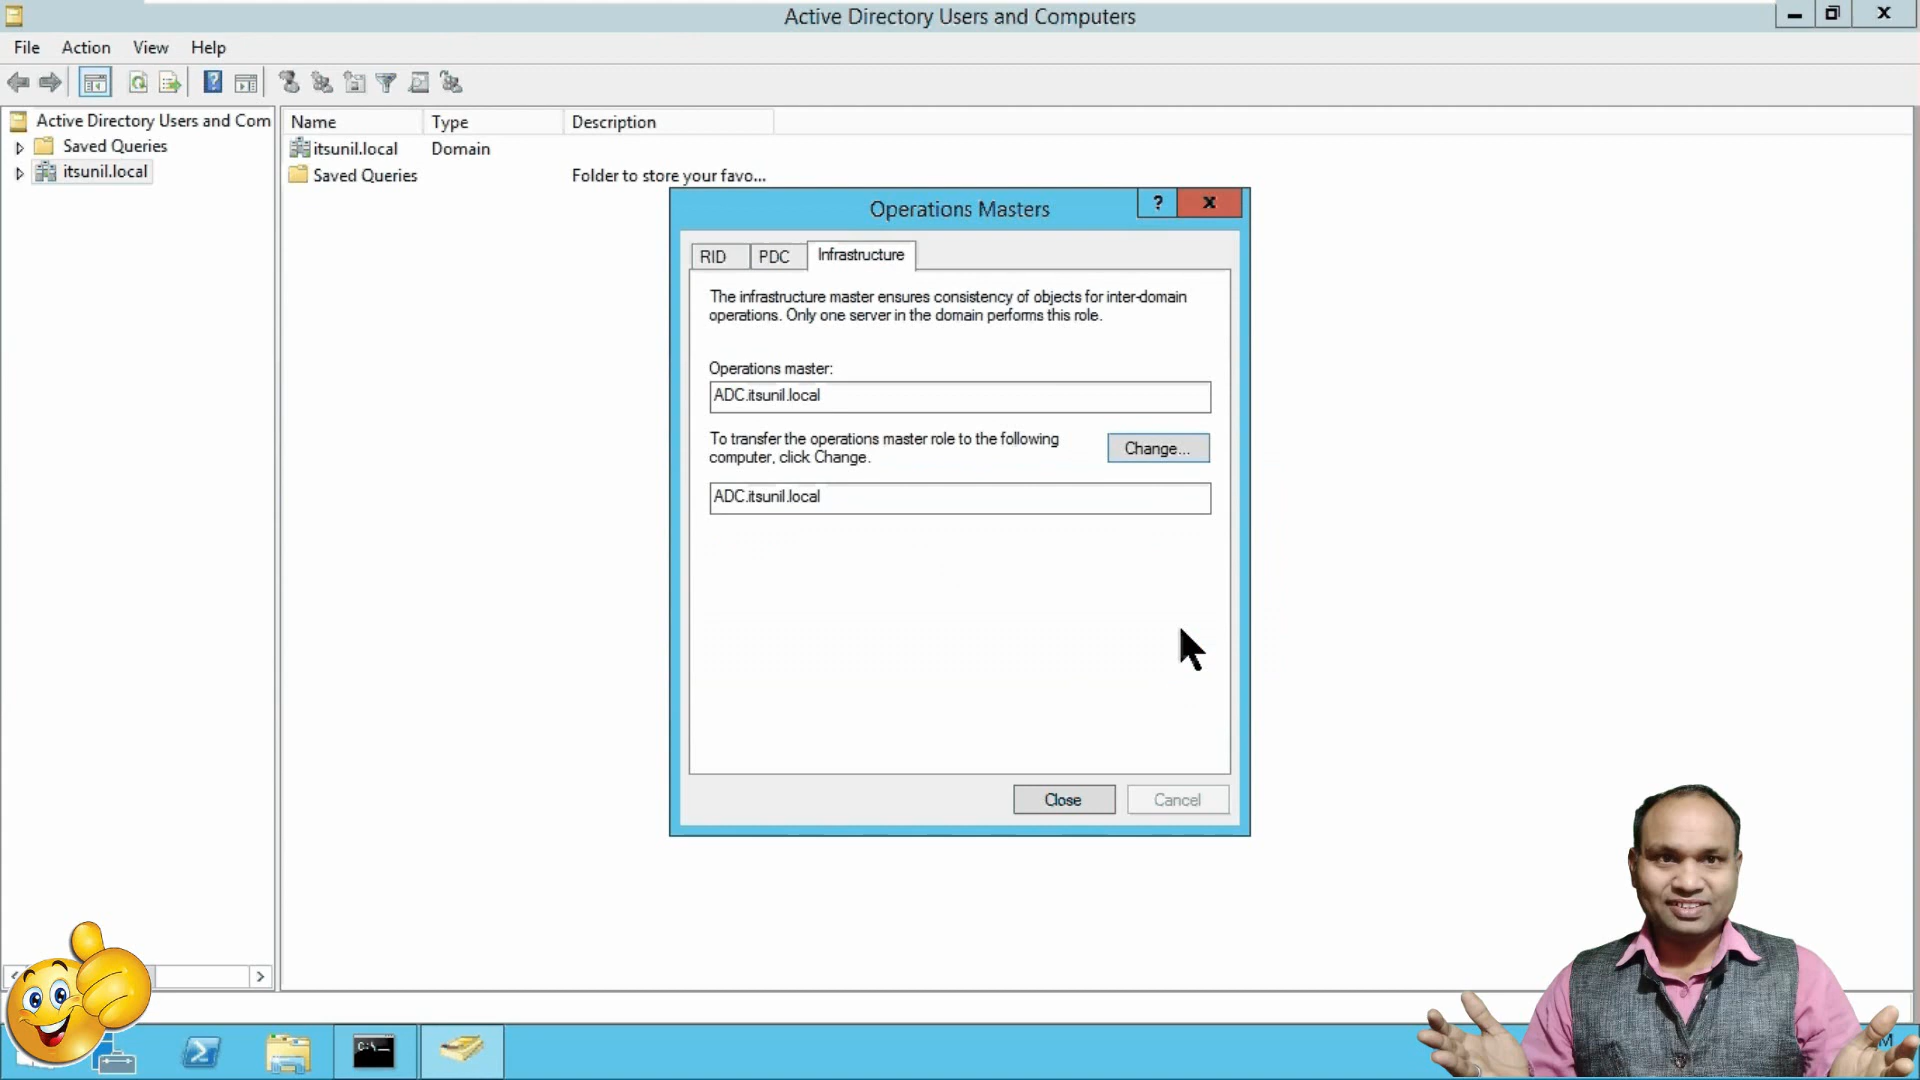 Active Directory Users and Computers
File Action View Help
Active Directory Users and Com
Saved Queries
itsunil.local
Name Type Description
itsunil.local Domain
Saved Queries Folder to store your favo...
Operations Masters
?
x
RID PDC Infrastructure
The infrastructure master ensures consistency of objects for inter-domain
operations. Only one server in the domain performs this role.
Operations master:
ADC.itsunil.local
To transfer the operations master role to the following
computer, click Change.
Change...
ADC.itsunil.local
Close Cancel
C:\_